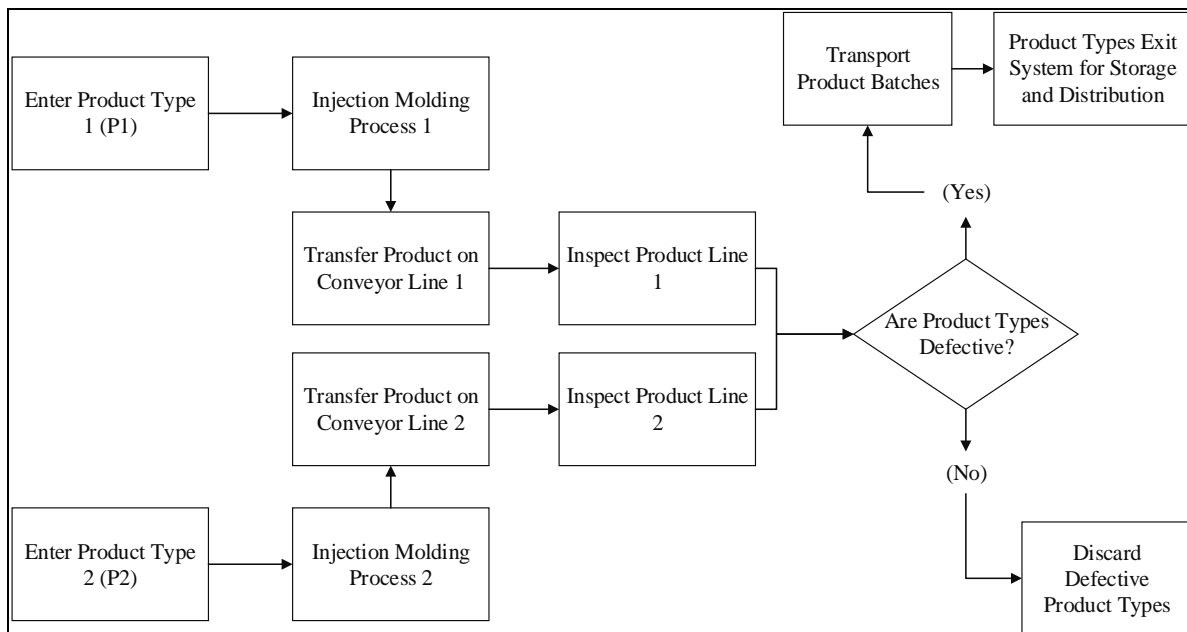 Enter Product Type
1 (P1)
Injection Molding
Process 1
Transport
Product Batches
Product Types Exit
System for Storage
and Distribution
(Yes)
Transfer Product on
Conveyor Line 1
Inspect Product Line
1
Are Product Types
Defective?
Transfer Product on
Conveyor Line 2
Inspect Product Line
2
(No)
Enter Product Type
2 (P2)
Injection Molding
Process 2
Discard
Defective
Product Types